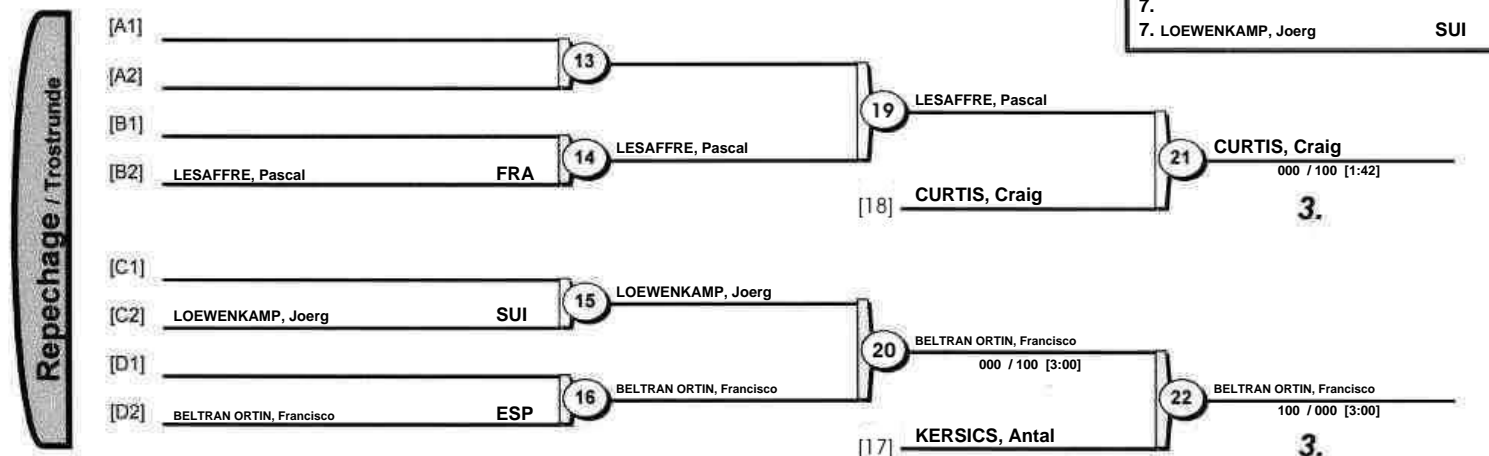 7.
7. LOEWENKAMP, Joerg SUI
Repechage / Trostrunde
[A1]
[A2]
13
[B1]
[B2] LESAFFRE, Pascal FRA
14
LESAFFRE, Pascal
19
LESAFFRE, Pascal
[18] CURTIS, Craig
21
CURTIS, Craig
000 / 100 [1:42]
3.
[C1]
[C2] LOEWENKAMP, Joerg SUI
15
LOEWENKAMP, Joerg
[D1]
[D2] BELTRAN ORTIN, Francisco ESP
16
BELTRAN ORTIN, Francisco
20
BELTRAN ORTIN, Francisco
000 / 100 [3:00]
[17] KERSICS, Antal
22
BELTRAN ORTIN, Francisco
100 / 000 [3:00]
3.